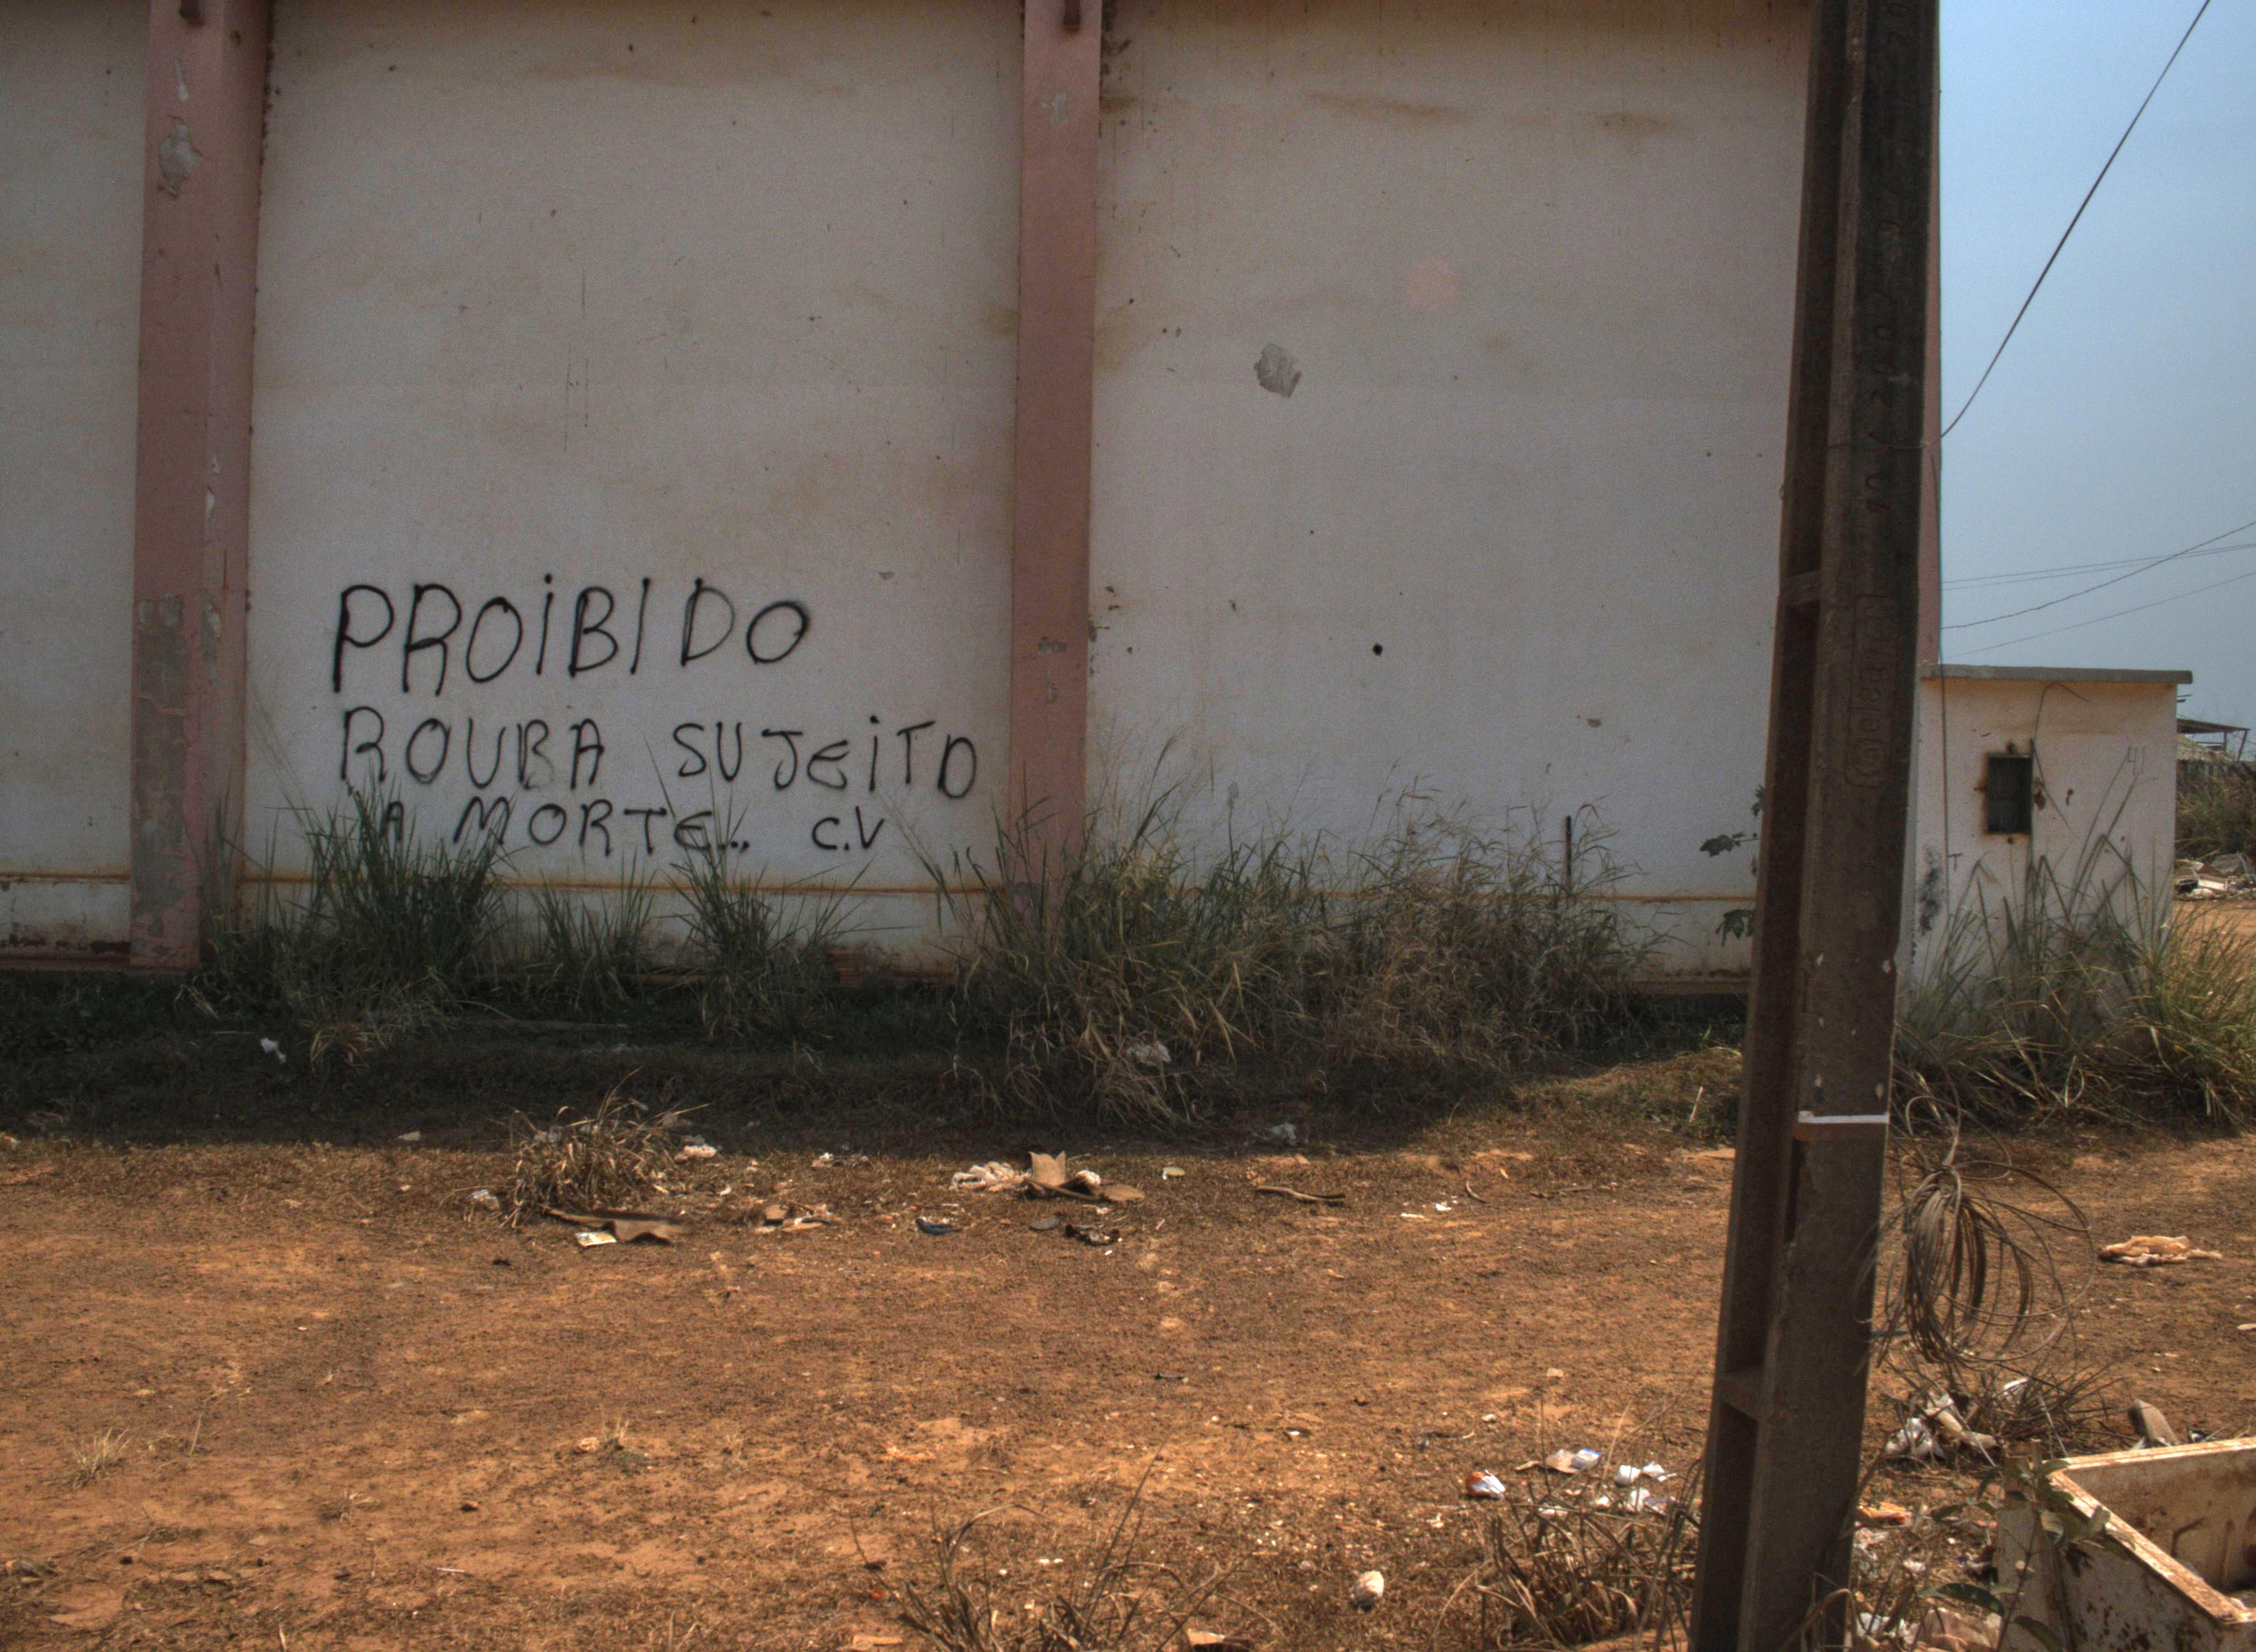 PROIBIDO
ROUBA SUJEITO
A MORTE... C.V